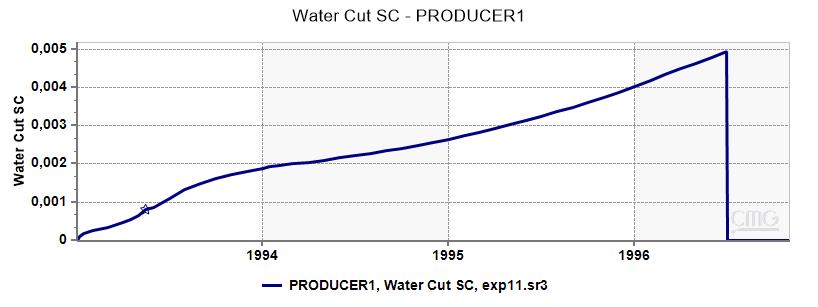 Water Cut SC - PRODUCER1
Water Cut SC
0,005
0,004
0,003
0,002
0,001
0
1994
1995
1996
CMG
PRODUCER1, Water Cut SC, exp11.sr3